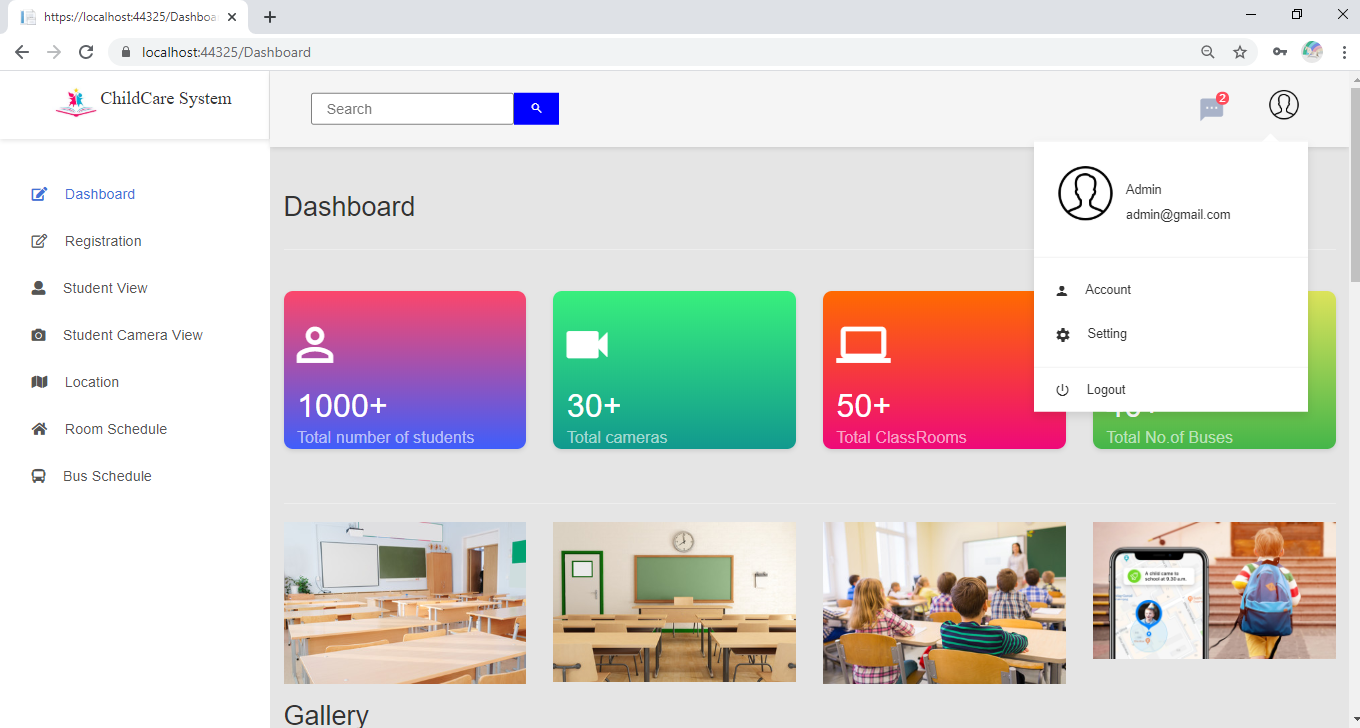 https://localhost:44325/Dashboa
localhost:44325/Dashboard
ChildCare System
Search
2
Admin
admin@gmail.com
Account
Setting
Logout
Dashboard
Registration
Student View
Student Camera View
Location
Room Schedule
Bus Schedule
Dashboard
1000+
Total number of students
30+
Total cameras
50+
Total ClassRooms
Total No.of Buses
A child came to
school at 9.30 a.m.
Gallery